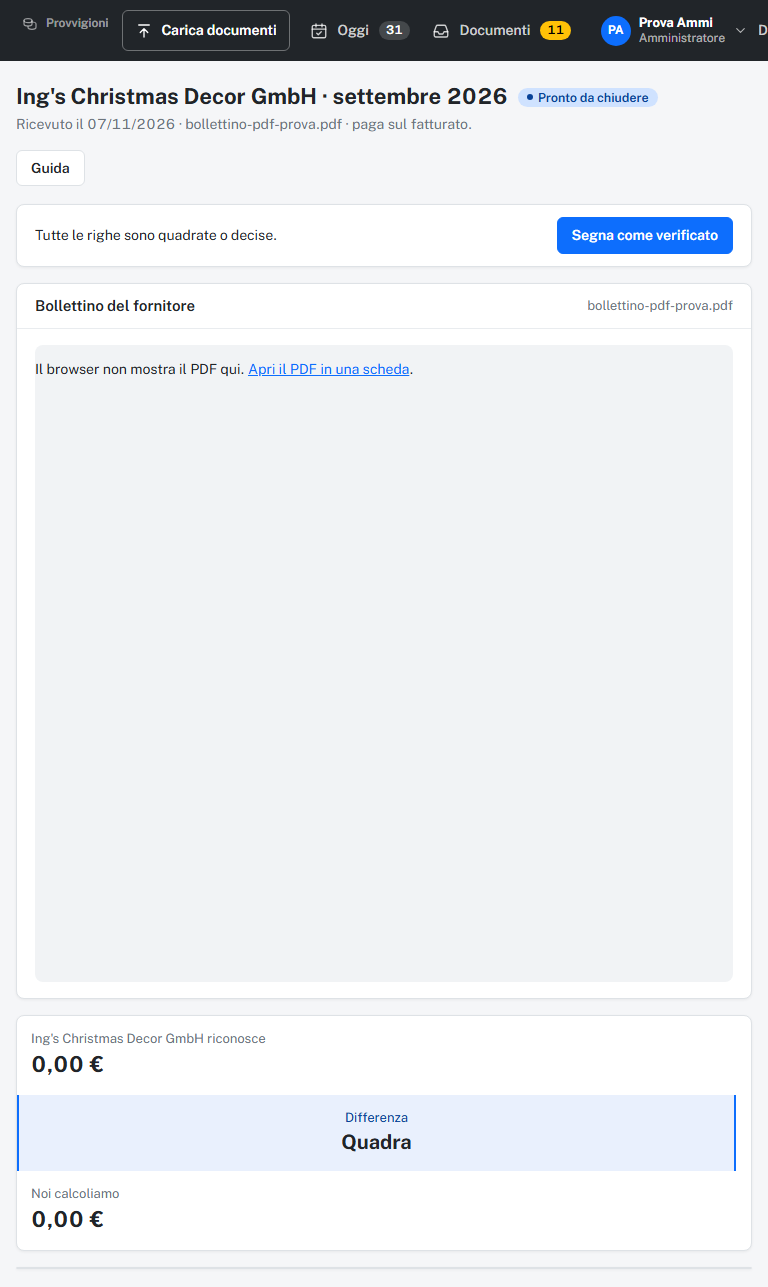 Provvigioni
Carica documenti
Oggi 31
Documenti 11
PA
Prova Ammi
Amministratore
D
Ing's Christmas Decor GmbH · settembre 2026
Pronto da chiudere
Ricevuto il 07/11/2026 · bollettino-pdf-prova.pdf · paga sul fatturato.
Guida
Tutte le righe sono quadrate o decise.
Segna come verificato
Bollettino del fornitore
bollettino-pdf-prova.pdf
Il browser non mostra il PDF qui. Apri il PDF in una scheda.
Ing's Christmas Decor GmbH riconosce
0,00 €
Differenza
Quadra
Noi calcoliamo
0,00 €